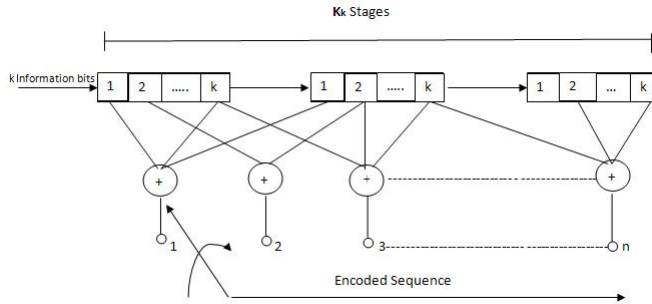 Kk Stages
k Information bits
1 2 ..... k
1 2 ..... k
1 2 ... k
+ + + +
1 2 3 n
Encoded Sequence